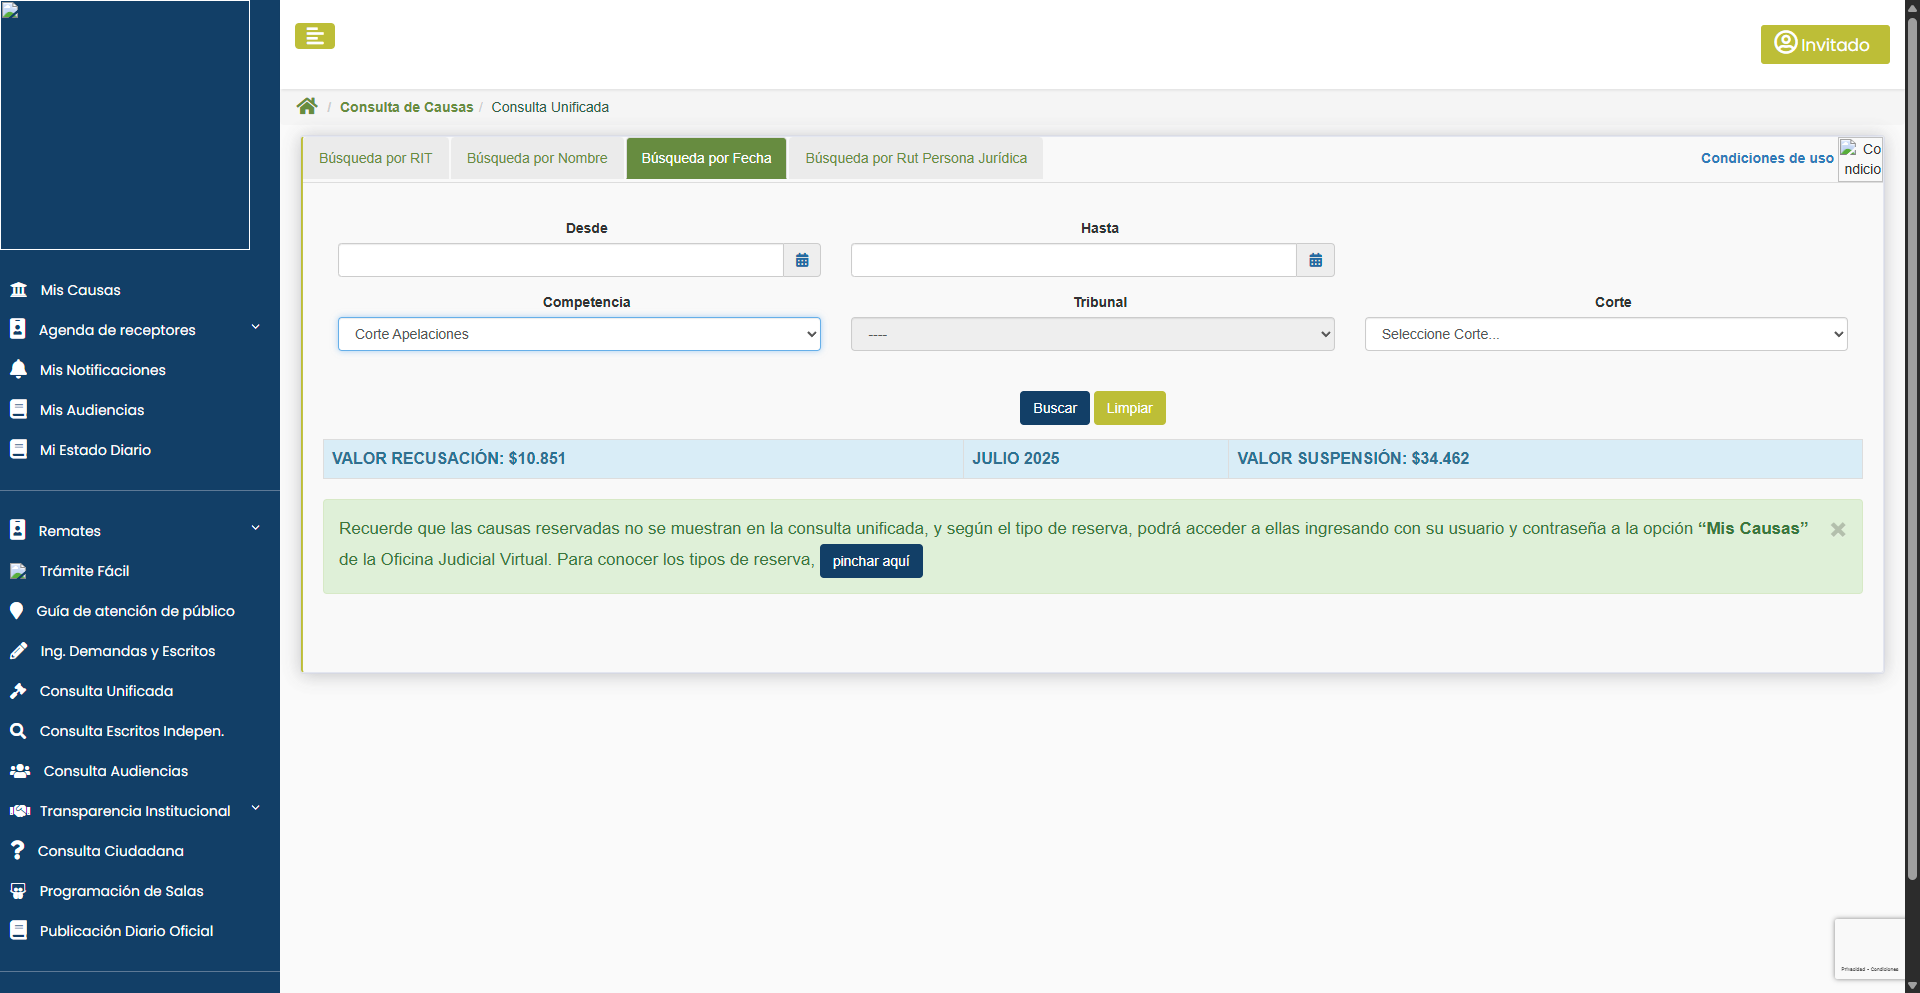 Invitado
/ Consulta de Causas / Consulta Unificada
Búsqueda por RIT
Búsqueda por Nombre
Búsqueda por Fecha
Búsqueda por Rut Persona Jurídica
Condiciones de uso
Co
ndicio
Desde
Hasta
Competencia
Tribunal
Corte
Corte Apelaciones
----
Seleccione Corte...
Buscar
Limpiar
VALOR RECUSACIÓN: $10.851
JULIO 2025
VALOR SUSPENSIÓN: $34.462
Recuerde que las causas reservadas no se muestran en la consulta unificada, y según el tipo de reserva, podrá acceder a ellas ingresando con su usuario y contraseña a la opción “Mis Causas”
de la Oficina Judicial Virtual. Para conocer los tipos de reserva, pinchar aquí
×
Mis Causas
Agenda de receptores
Mis Notificaciones
Mis Audiencias
Mi Estado Diario
Remates
Trámite Fácil
Guía de atención de público
Ing. Demandas y Escritos
Consulta Unificada
Consulta Escritos Indepen.
Consulta Audiencias
Transparencia Institucional
Consulta Ciudadana
Programación de Salas
Publicación Diario Oficial
Privacidad - Condiciones